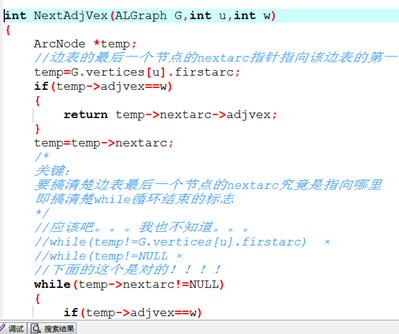 int NextAdjVex(ALGraph G,int u,int w)
{
ArcNode *temp;
//边表的最后一个节点的nextarc指针指向该边表的第一
temp=G.vertices[u].firstarc;
if(temp->adjvex==w)
{
return temp->nextarc->adjvex;
}
temp=temp->nextarc;
/*
关键：
要搞清楚边表最后一个节点的nextarc究竟是指向哪里
即搞清楚while循环结束的标志
*/
//应该吧。。。我也不知道。。。
//while(temp!=G.vertices[u].firstarc) ×
//while(temp!=NULL ×
//下面的这个是对的！！！！
while(temp->nextarc!=NULL)
{
if(temp->adjvex==w)
调试 搜索结果